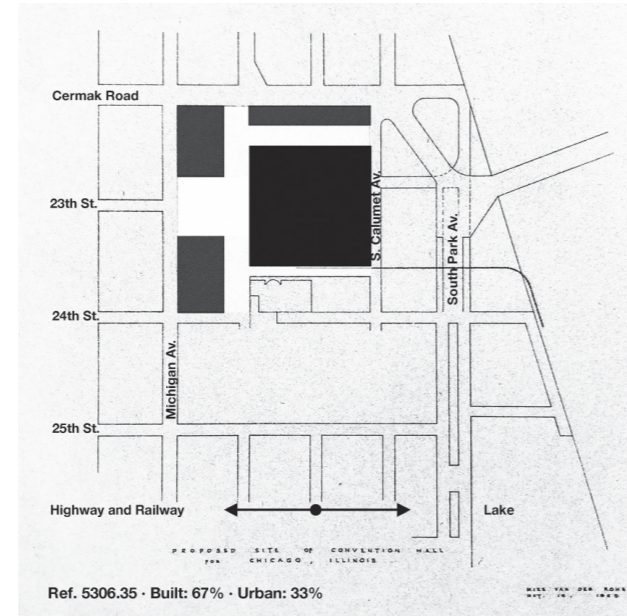 Cermak Road
23th St.
S. Calumet Av.
South Park Av.
24th St.
Michigan Av.
25th St.
Highway and Railway
Lake
PROPOSED SITE OF CONVENTION HALL
FOR CHICAGO, ILLINOIS
Ref. 5306.35 · Built: 67% · Urban: 33%
MIES VAN DER ROHE